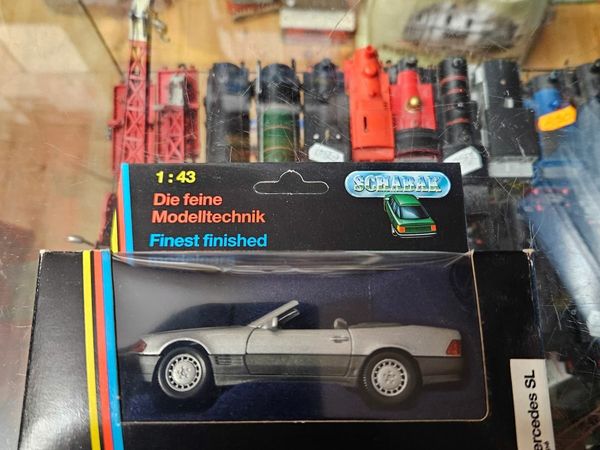 1:43
SCHABAK
Die feine
Modelltechnik
Finest finished
ercedes SL